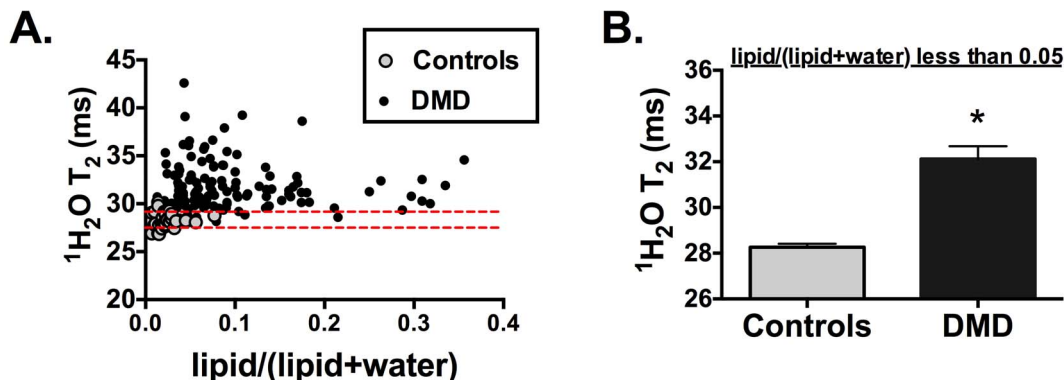 A.
¹H₂O T₂ (ms)
45
40
35
30
25
20
0.0
0.1
0.2
0.3
0.4
lipid/(lipid+water)
Controls
DMD
B.
lipid/(lipid+water) less than 0.05
¹H₂O T₂ (ms)
36
34
32
30
28
26
*
Controls
DMD